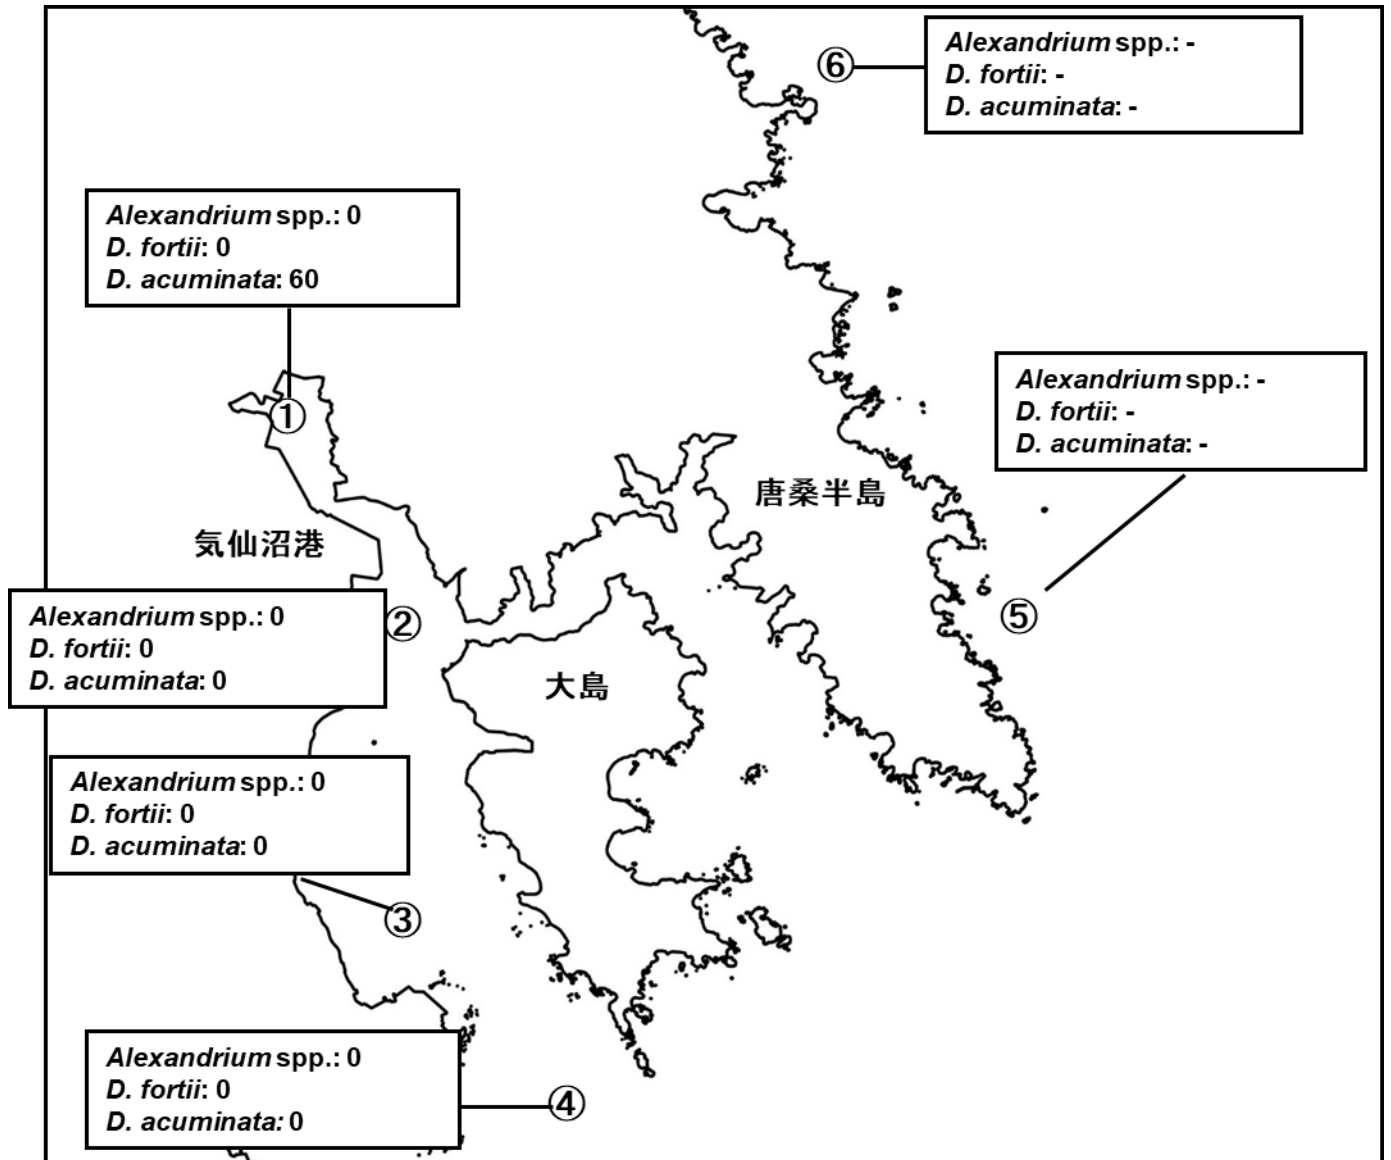 ⑥
Alexandrium spp.: -
D. fortii: -
D. acuminata: -
Alexandrium spp.: 0
D. fortii: 0
D. acuminata: 60
①
Alexandrium spp.: -
D. fortii: -
D. acuminata: -
唐桑半島
気仙沼港
Alexandrium spp.: 0
D. fortii: 0
D. acuminata: 0
②
⑤
大島
Alexandrium spp.: 0
D. fortii: 0
D. acuminata: 0
③
Alexandrium spp.: 0
D. fortii: 0
D. acuminata: 0
④